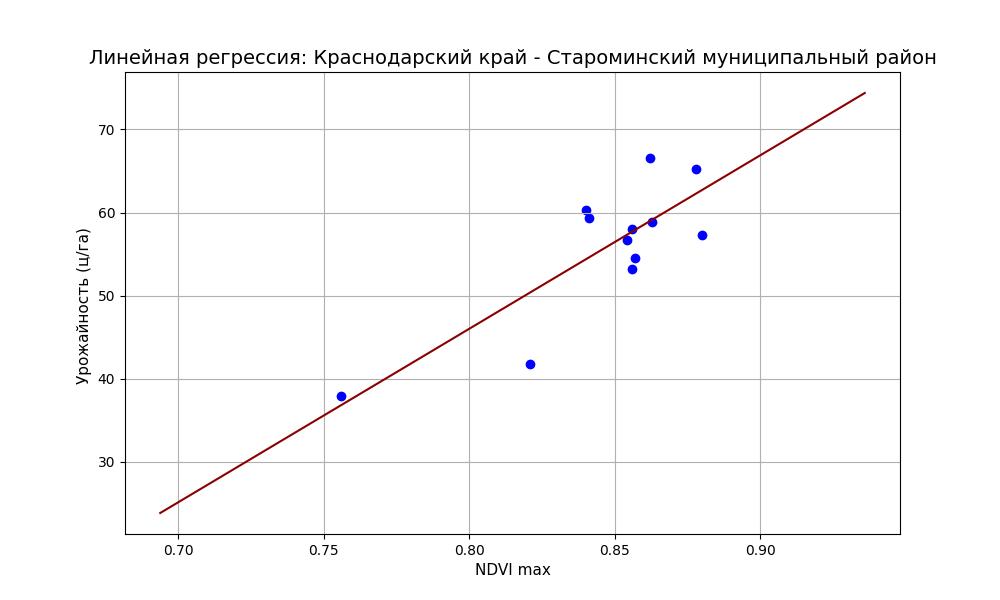 Линейная регрессия: Краснодарский край - Староминский муниципальный район
70
60
50
40
30
Урожайность (ц/га)
0.70 0.75 0.80 0.85 0.90
NDVI max